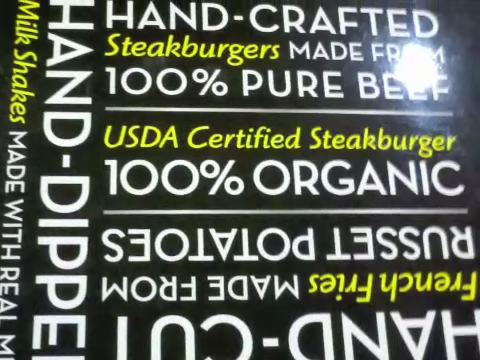 HAND-CRAFTED
Steakburgers MADE FROM
100% PURE BEEF
USDA Certified Steakburger
100% ORGANIC
HAND-CUT
French Fries MADE FROM
RUSSET POTATOES
HAND-DIPPE
Milk Shakes MADE WITH REAL M